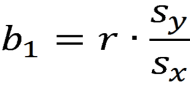 b₁ = r · s_y / s_x